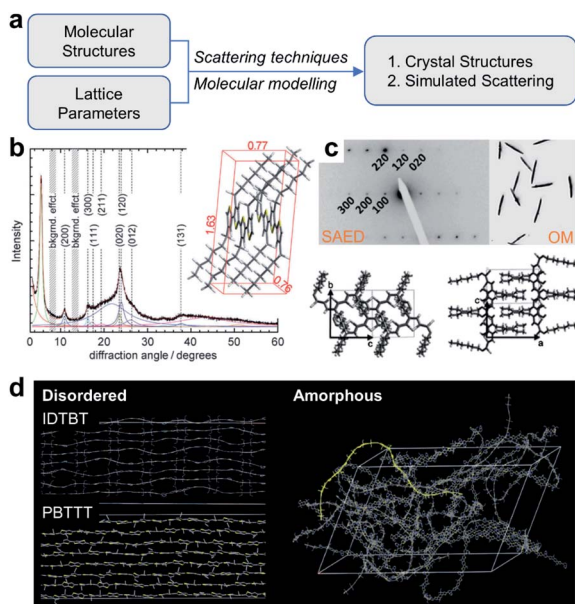 a
Molecular
Structures
Lattice
Parameters
Scattering techniques
Molecular modelling
1. Crystal Structures
2. Simulated Scattering
b
Intensity
bkgrnd. effct.
(200)
bkgrnd. effct.
(300)
(111)
(211)
(020)
(120)
(012)
(131)
0 10 20 30 40 50 60
diffraction angle / degrees
0.77
1.63
0.76
c
220 120 020
300 200 100
SAED
OM
b
c
c
a
d
Disordered
IDTBT
PBTTT
Amorphous